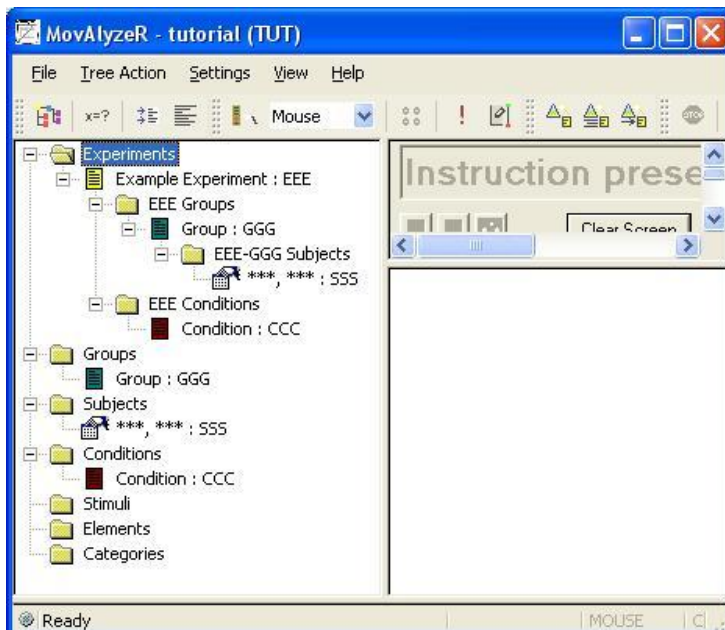 MovAlyzeR - tutorial (TUT)
File Tree Action Settings View Help
x=? Mouse ! STOP
Experiments
Example Experiment : EEE
EEE Groups
Group : GGG
EEE-GGG Subjects
***, *** : SSS
EEE Conditions
Condition : CCC
Groups
Group : GGG
Subjects
***, *** : SSS
Conditions
Condition : CCC
Stimuli
Elements
Categories
Instruction prese
Clear Screen
Ready MOUSE C